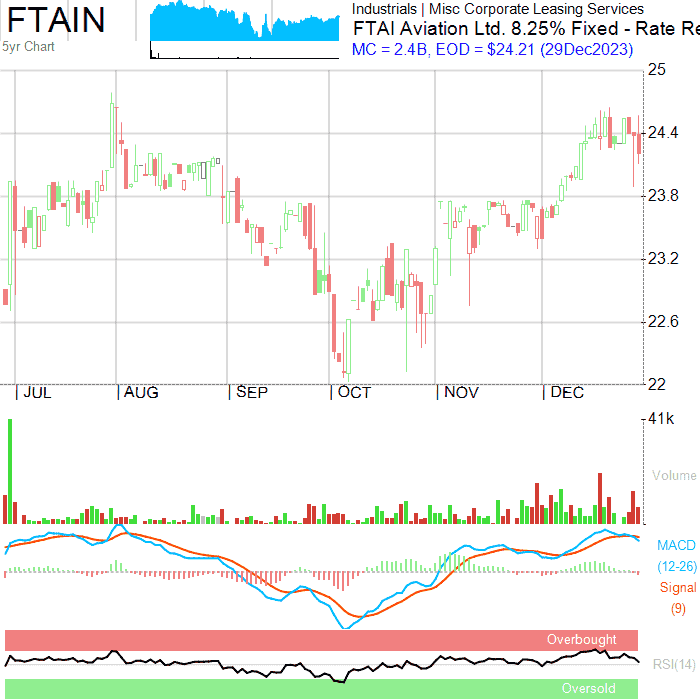 FTAIN
5yr Chart
Industrials | Misc Corporate Leasing Services
FTAI Aviation Ltd. 8.25% Fixed - Rate Re
MC = 2.4B, EOD = $24.21 (29Dec2023)
25
24.4
23.8
23.2
22.6
22
| JUL | AUG | SEP | OCT | NOV | DEC
41k
Volume
MACD
(12-26)
Signal
(9)
Overbought
RSI(14)
Oversold